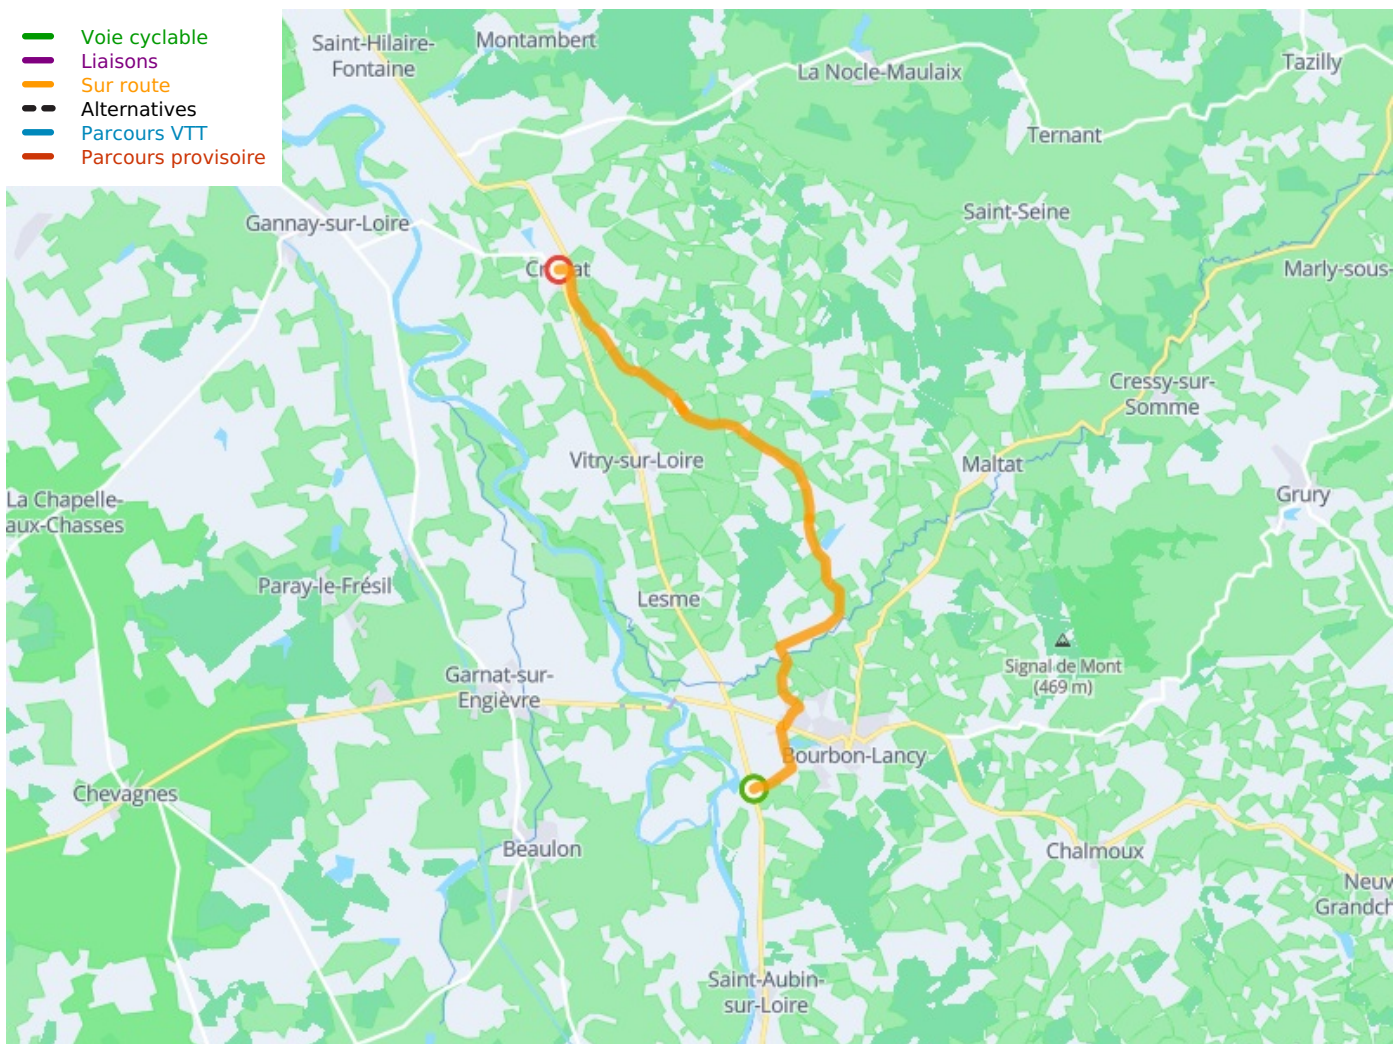 Voie cyclable
Liaisons
Sur route
Alternatives
Parcours VTT
Parcours provisoire
Saint-Hilaire-
Fontaine
Montambert
La Nocle-Maulaix
Tazilly
Ternant
Gannay-sur-Loire
Saint-Seine
Marly-sous-
Cressy-sur-
Somme
Vitry-sur-Loire
Maltat
La Chapelle-
aux-Chasses
Grury
Paray-le-Frésil
Lesme
Garnat-sur-
Engièvre
Signal de Mont
(469 m)
Bourbon-Lancy
Chevagnes
Beaulon
Chalmoux
Neuv
Grandch
Saint-Aubin-
sur-Loire